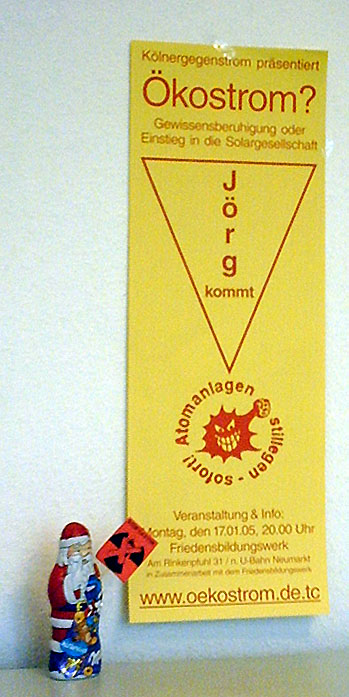 Kölnergegenstrom präsentiert
Ökostrom?
Gewissensberuhigung oder
Einstieg in die Solargesellschaft
J
ö
r
g
kommt
Atomanlagen
stillegen - sofort!
Veranstaltung & Info:
Montag, den 17.01.05, 20.00 Uhr
Friedensbildungswerk
Am Rinkenpfuhl 31 / n. U-Bahn Neumarkt
in Zusammenarbeit mit dem Friedensbildungswerk
www.oekostrom.de.tc